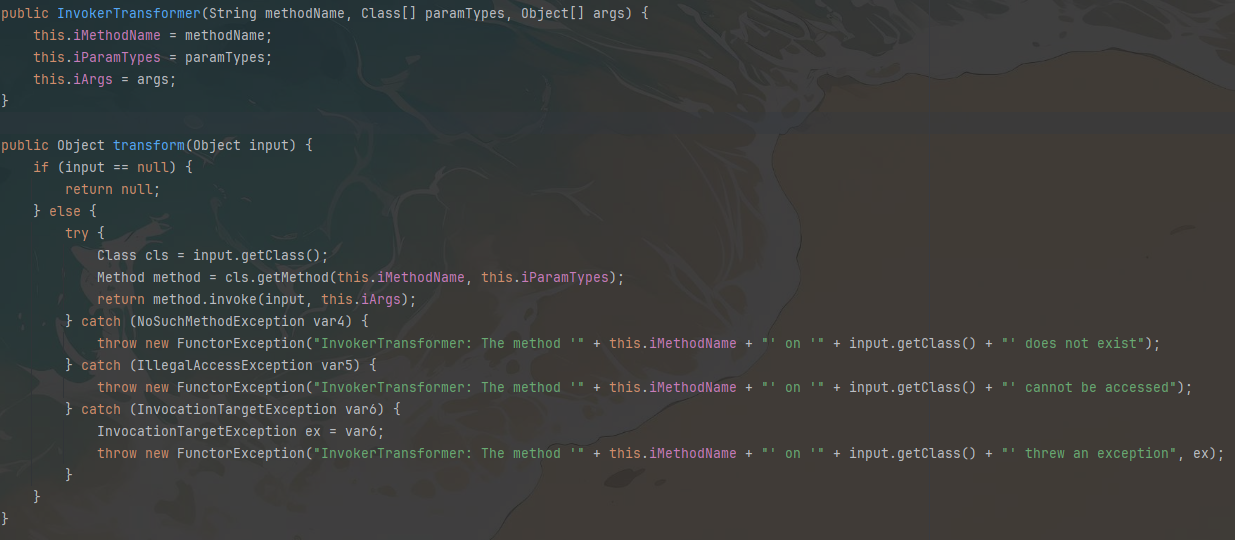 public InvokerTransformer(String methodName, Class[] paramTypes, Object[] args) {
    this.iMethodName = methodName;
    this.iParamTypes = paramTypes;
    this.iArgs = args;
}

public Object transform(Object input) {
    if (input == null) {
        return null;
    } else {
        try {
            Class cls = input.getClass();
            Method method = cls.getMethod(this.iMethodName, this.iParamTypes);
            return method.invoke(input, this.iArgs);
        } catch (NoSuchMethodException var4) {
            throw new FunctorException("InvokerTransformer: The method '" + this.iMethodName + "' on '" + input.getClass() + "' does not exist");
        } catch (IllegalAccessException var5) {
            throw new FunctorException("InvokerTransformer: The method '" + this.iMethodName + "' on '" + input.getClass() + "' cannot be accessed");
        } catch (InvocationTargetException var6) {
            InvocationTargetException ex = var6;
            throw new FunctorException("InvokerTransformer: The method '" + this.iMethodName + "' on '" + input.getClass() + "' threw an exception", ex);
        }
    }
}